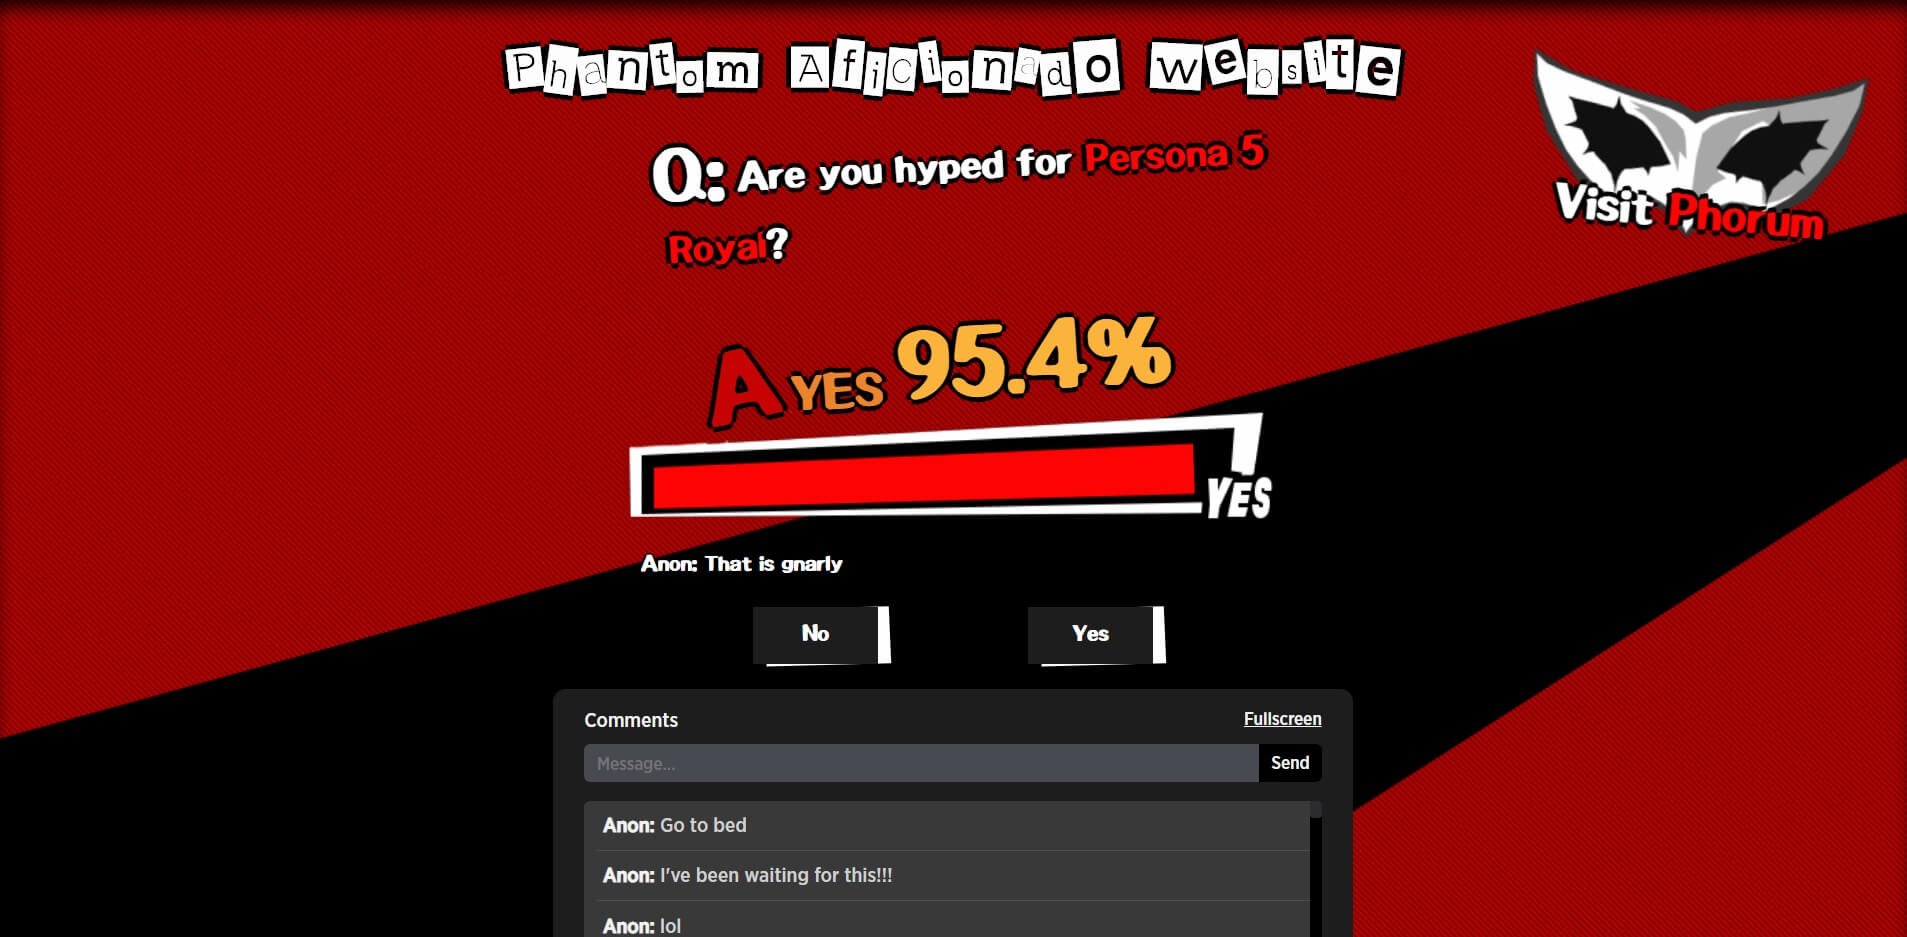 Phantom Aficionado website
Q: Are you hyped for Persona 5
Royal?
Visit Phorum
A YES 95.4%
YES
Anon: That is gnarly
No
Yes
Comments
Fullscreen
Message...
Send
Anon: Go to bed
Anon: I've been waiting for this!!!
Anon: lol